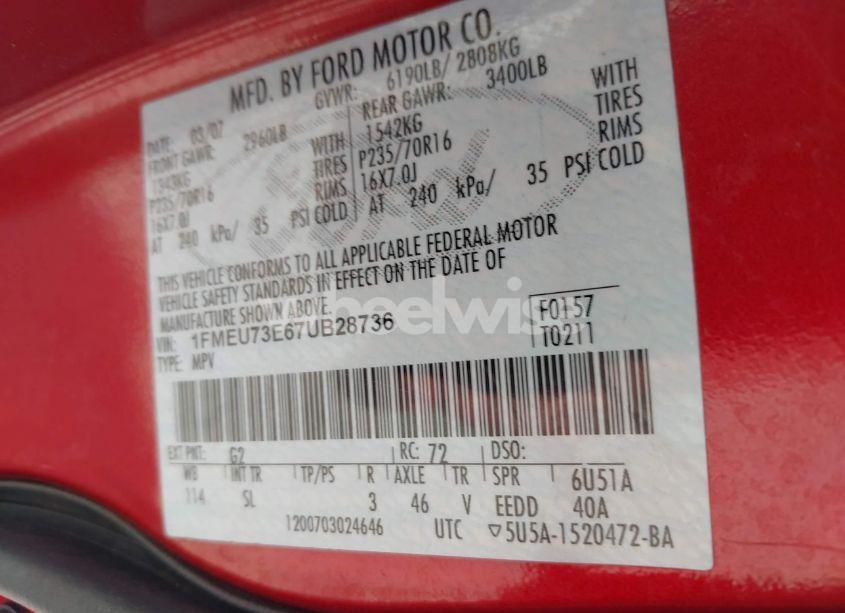 MFD. BY FORD MOTOR CO.
DATE: 03/07 GVWR: 6190LB/ 2808KG
FRONT GAWR: 2960LB REAR GAWR: 3400LB
1343KG WITH 1542KG WITH
P235/70R16 TIRES P235/70R16 TIRES
16X7.0J RIMS 16X7.0J RIMS
AT 240 kPa/ 35 PSI COLD AT 240 kPa/ 35 PSI COLD
THIS VEHICLE CONFORMS TO ALL APPLICABLE FEDERAL MOTOR
VEHICLE SAFETY STANDARDS IN EFFECT ON THE DATE OF
MANUFACTURE SHOWN ABOVE.
VIN: 1FMEU73E67UB28736 F0157
TYPE: MPV T0211
wheelwise
EXT PNT: G2 RC: 72 DSO:
WB INT TR TP/PS R AXLE TR SPR 6U51A
114 SL 3 46 V EEDD 40A
1200703024646 UTC ▽5U5A-1520472-BA